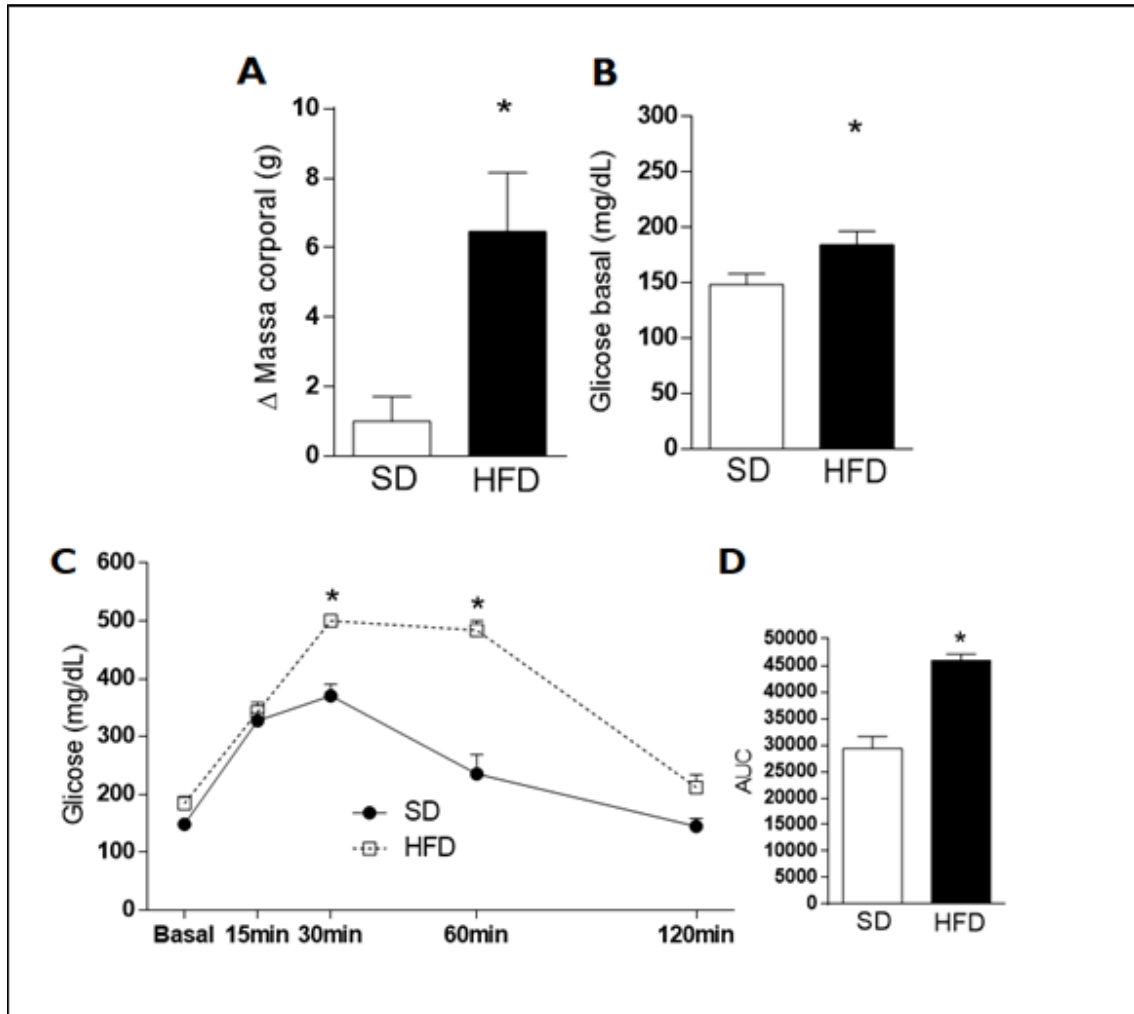 A
Δ Massa corporal (g)
10
8
6
4
2
0
*
SD HFD
B
Glicose basal (mg/dL)
300
250
200
150
100
50
0
*
SD HFD
C
Glicose (mg/dL)
600
500
400
300
200
100
0
* *
SD
HFD
Basal 15min 30min 60min 120min
D
AUC
50000
45000
40000
35000
30000
25000
20000
15000
10000
5000
0
*
SD HFD